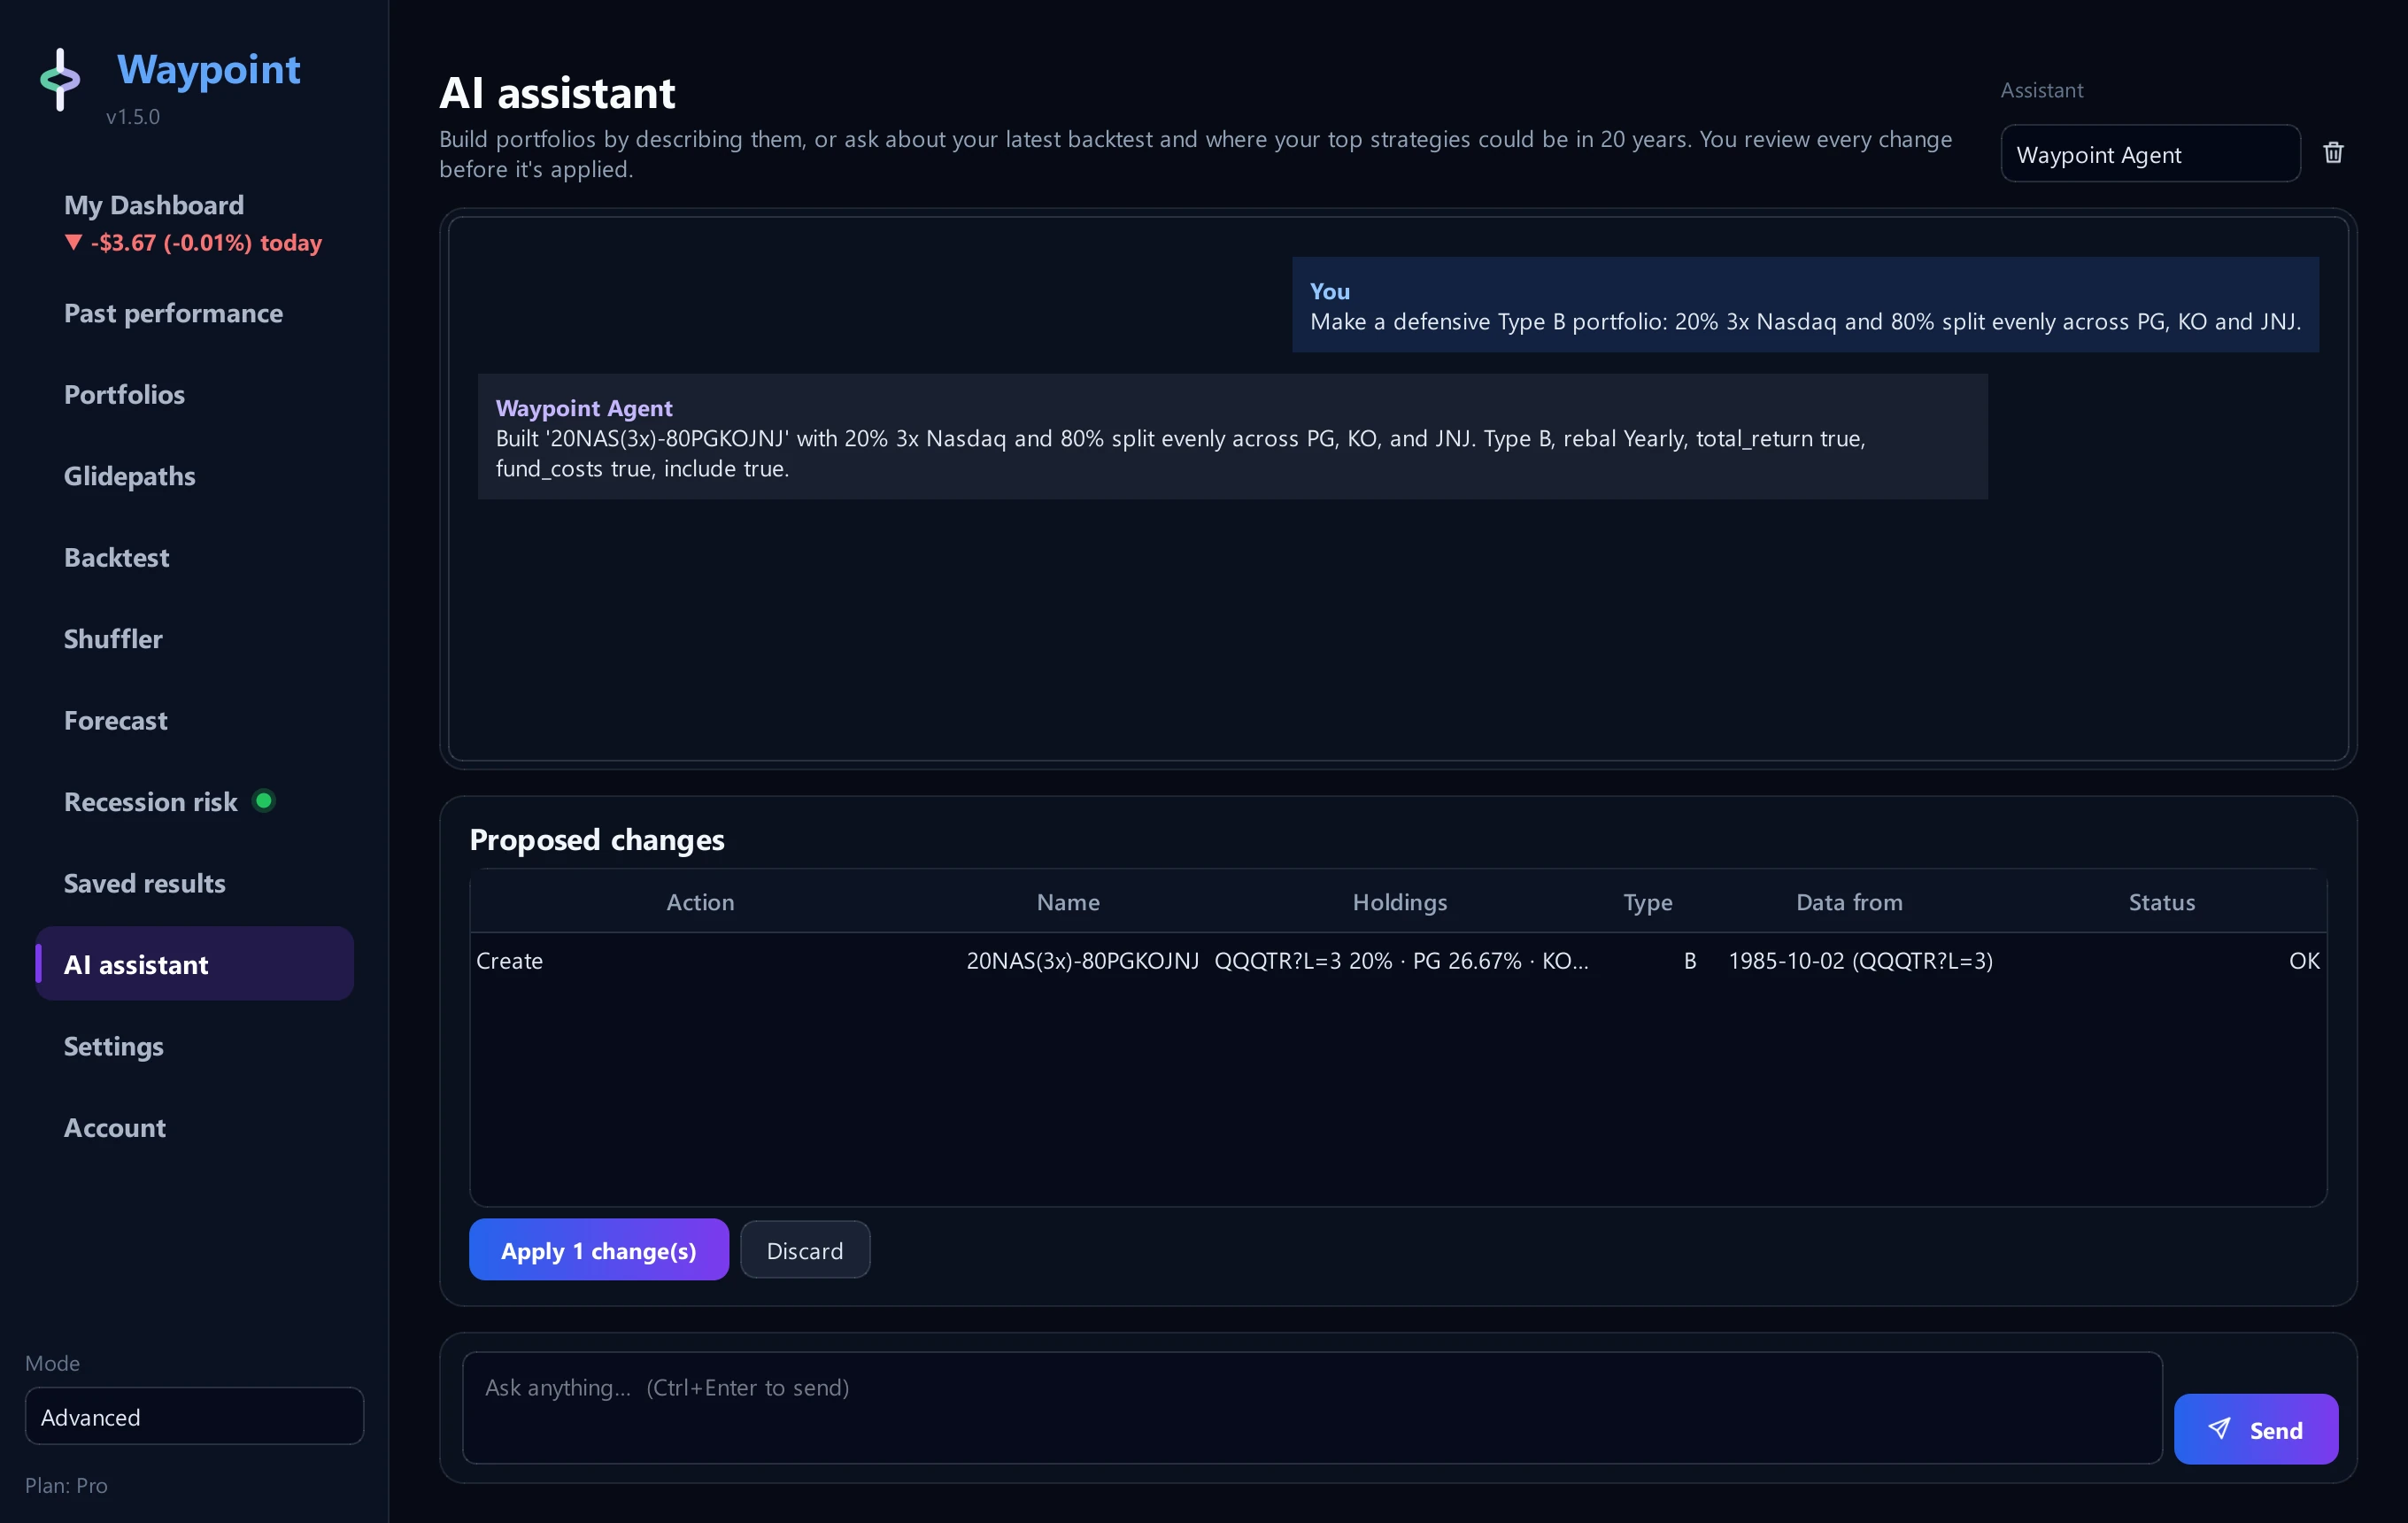 Waypoint
v1.5.0
My Dashboard
▼ -$3.67 (-0.01%) today
Past performance
Portfolios
Glidepaths
Backtest
Shuffler
Forecast
Recession risk
Saved results
AI assistant
Settings
Account
Mode
Advanced
Plan: Pro
AI assistant
Build portfolios by describing them, or ask about your latest backtest and where your top strategies could be in 20 years. You review every change
before it's applied.
Assistant
Waypoint Agent
You
Make a defensive Type B portfolio: 20% 3x Nasdaq and 80% split evenly across PG, KO and JNJ.
Waypoint Agent
Built '20NAS(3x)-80PGKOJNJ' with 20% 3x Nasdaq and 80% split evenly across PG, KO, and JNJ. Type B, rebal Yearly, total_return true,
fund_costs true, include true.
Proposed changes
Action Name Holdings Type Data from Status
Create 20NAS(3x)-80PGKOJNJ QQQTR?L=3 20% · PG 26.67% · KO... B 1985-10-02 (QQQTR?L=3) OK
Apply 1 change(s) Discard
Ask anything... (Ctrl+Enter to send)
Send